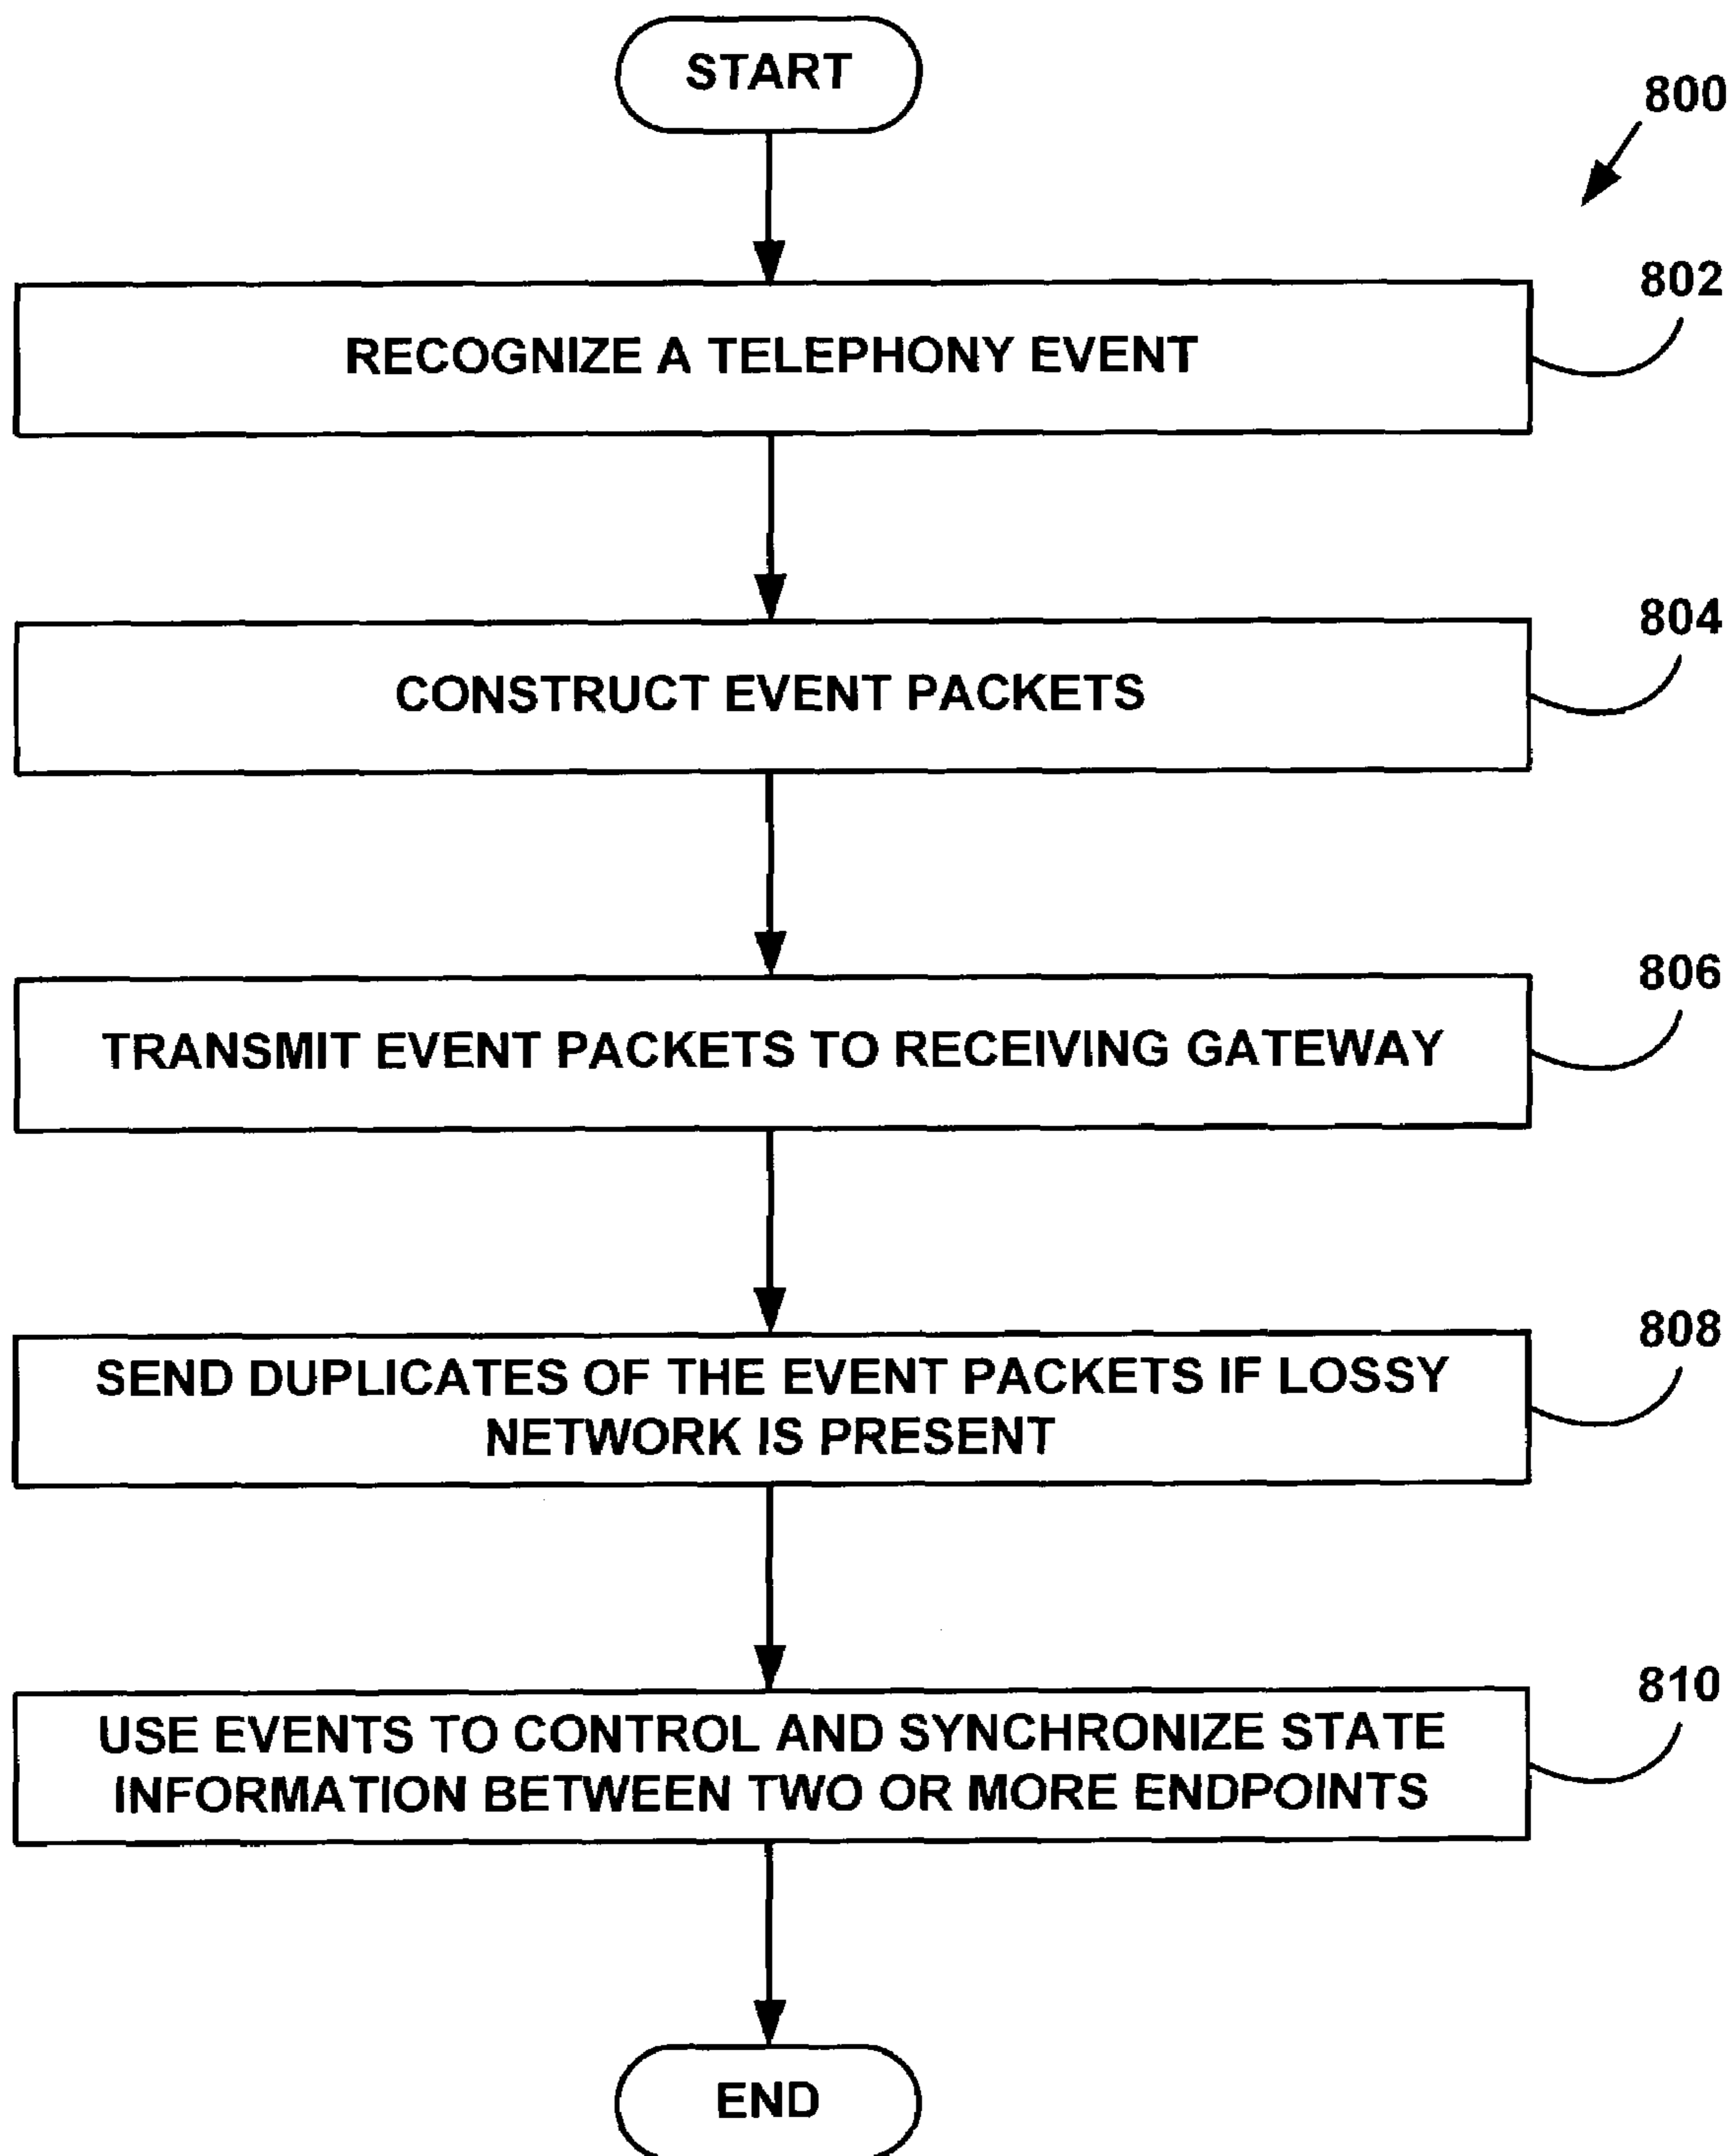 START
800
802
RECOGNIZE A TELEPHONY EVENT
804
CONSTRUCT EVENT PACKETS
806
TRANSMIT EVENT PACKETS TO RECEIVING GATEWAY
808
SEND DUPLICATES OF THE EVENT PACKETS IF LOSSY
NETWORK IS PRESENT
810
USE EVENTS TO CONTROL AND SYNCHRONIZE STATE
INFORMATION BETWEEN TWO OR MORE ENDPOINTS
END